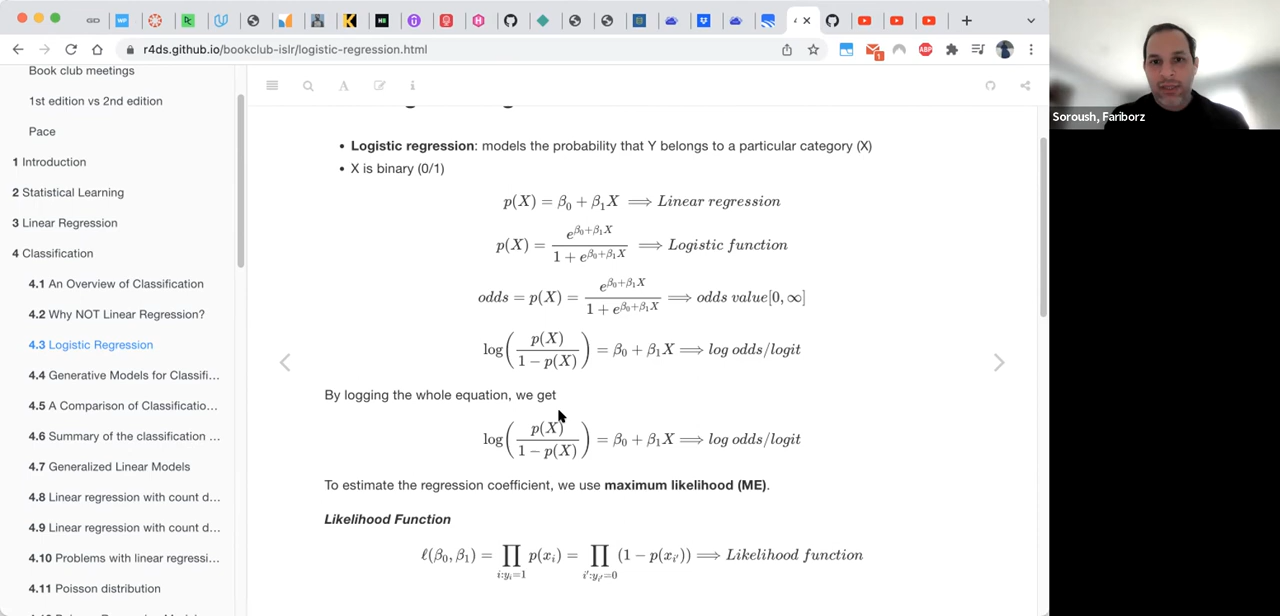 r4ds.github.io/bookclub-islr/logistic-regression.html
Soroush, Fariborz
Book club meetings
1st edition vs 2nd edition
Pace
1 Introduction
2 Statistical Learning
3 Linear Regression
4 Classification
4.1 An Overview of Classification
4.2 Why NOT Linear Regression?
4.3 Logistic Regression
4.4 Generative Models for Classifi…
4.5 A Comparison of Classificatio…
4.6 Summary of the classification …
4.7 Generalized Linear Models
4.8 Linear regression with count d…
4.9 Linear regression with count d…
4.10 Problems with linear regressi…
4.11 Poisson distribution
• Logistic regression: models the probability that Y belongs to a particular category (X)
• X is binary (0/1)
p(X) = β₀ + β₁X ⟹ Linear regression
p(X) = e^{β₀+β₁X} / (1 + e^{β₀+β₁X}) ⟹ Logistic function
odds = p(X) = e^{β₀+β₁X} / (1 + e^{β₀+β₁X}) ⟹ odds value[0, ∞]
log(p(X) / (1 − p(X))) = β₀ + β₁X ⟹ log odds/logit
By logging the whole equation, we get
log(p(X) / (1 − p(X))) = β₀ + β₁X ⟹ log odds/logit
To estimate the regression coefficient, we use maximum likelihood (ME).
Likelihood Function
ℓ(β₀, β₁) = ∏_{i:y_i=1} p(x_i) = ∏_{i′:y_{i′}=0} (1 − p(x_{i′})) ⟹ Likelihood function